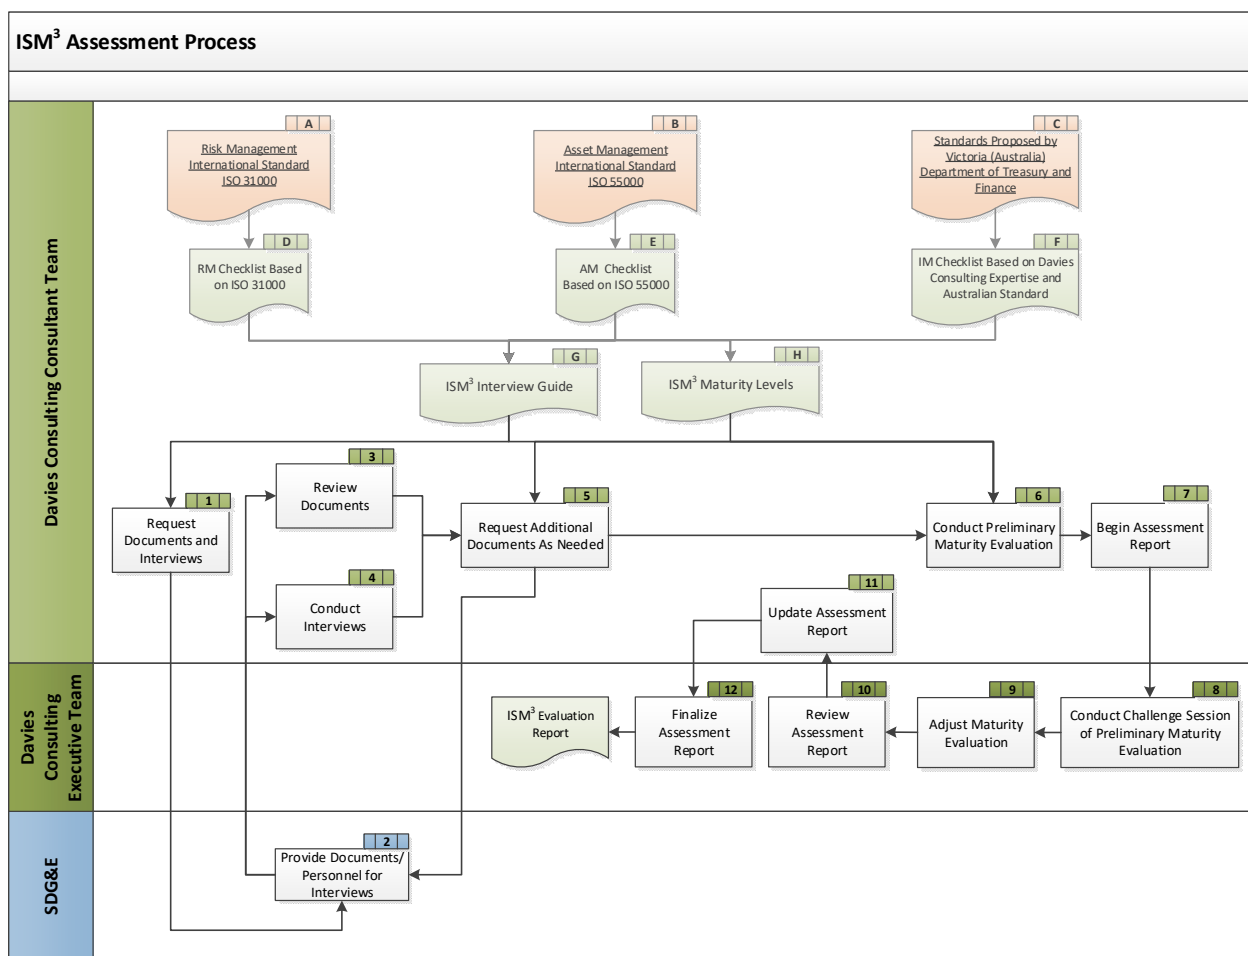 ISM³ Assessment Process
Davies Consulting Consultant Team
A
Risk Management
International Standard
ISO 31000
B
Asset Management
International Standard
ISO 55000
C
Standards Proposed by
Victoria (Australia)
Department of Treasury and
Finance
D
RM Checklist Based
on ISO 31000
E
AM Checklist
Based on ISO 55000
F
IM Checklist Based on Davies
Consulting Expertise and
Australian Standard
G
ISM³ Interview Guide
H
ISM³ Maturity Levels
1
Request
Documents and
Interviews
3
Review
Documents
4
Conduct
Interviews
5
Request Additional
Documents As Needed
6
Conduct Preliminary
Maturity Evaluation
7
Begin Assessment
Report
11
Update Assessment
Report
Davies
Consulting
Executive Team
ISM³ Evaluation
Report
12
Finalize
Assessment
Report
10
Review
Assessment
Report
9
Adjust Maturity
Evaluation
8
Conduct Challenge Session
of Preliminary Maturity
Evaluation
SDG&E
2
Provide Documents/
Personnel for
Interviews